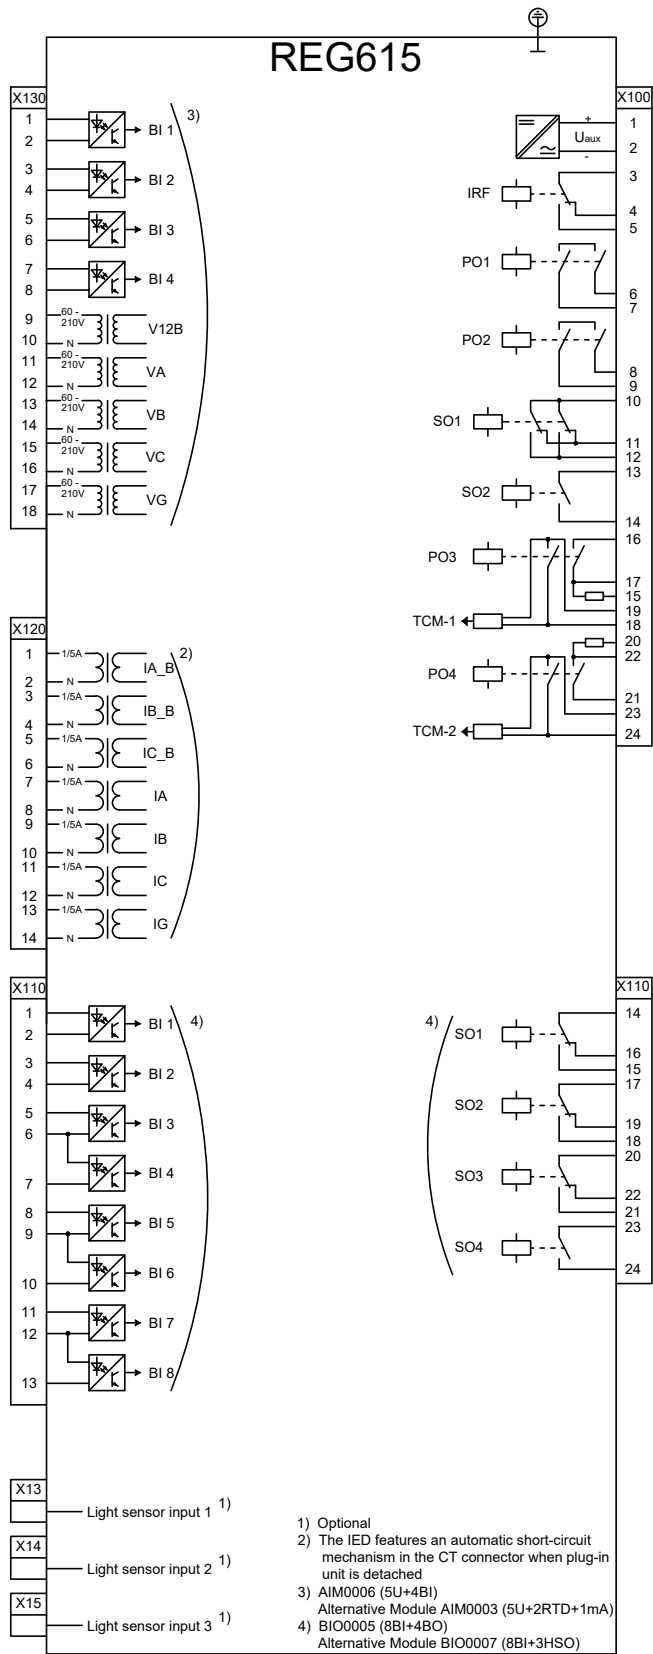 REG615
X130
1
2
BI 1
3)
3
4
BI 2
5
6
BI 3
7
8
BI 4
9
60 -
210V
10
N
V12B
11
60 -
210V
12
N
VA
13
60 -
210V
14
N
VB
15
60 -
210V
16
N
VC
17
60 -
210V
18
N
VG
X120
1
1/5A
2
N
IA_B
2)
3
1/5A
4
N
IB_B
5
1/5A
6
N
IC_B
7
1/5A
8
N
IA
9
1/5A
10
N
IB
11
1/5A
12
N
IC
13
1/5A
14
N
IG
X110
1
2
BI 1
4)
3
4
BI 2
5
6
BI 3
7
BI 4
8
9
BI 5
10
BI 6
11
12
BI 7
13
BI 8
X13
Light sensor input 1 1)
X14
Light sensor input 2 1)
X15
Light sensor input 3 1)
X100
+
1
Uaux
2
-
3
IRF
4
5
PO1
6
7
PO2
8
9
10
SO1
11
12
13
SO2
14
16
PO3
17
15
19
TCM-1
18
20
22
PO4
21
23
TCM-2
24
X110
14
4)
SO1
16
15
17
SO2
19
18
20
SO3
22
21
23
SO4
24
1) Optional
2) The IED features an automatic short-circuit
mechanism in the CT connector when plug-in
unit is detached
3) AIM0006 (5U+4BI)
Alternative Module AIM0003 (5U+2RTD+1mA)
4) BIO0005 (8BI+4BO)
Alternative Module BIO0007 (8BI+3HSO)